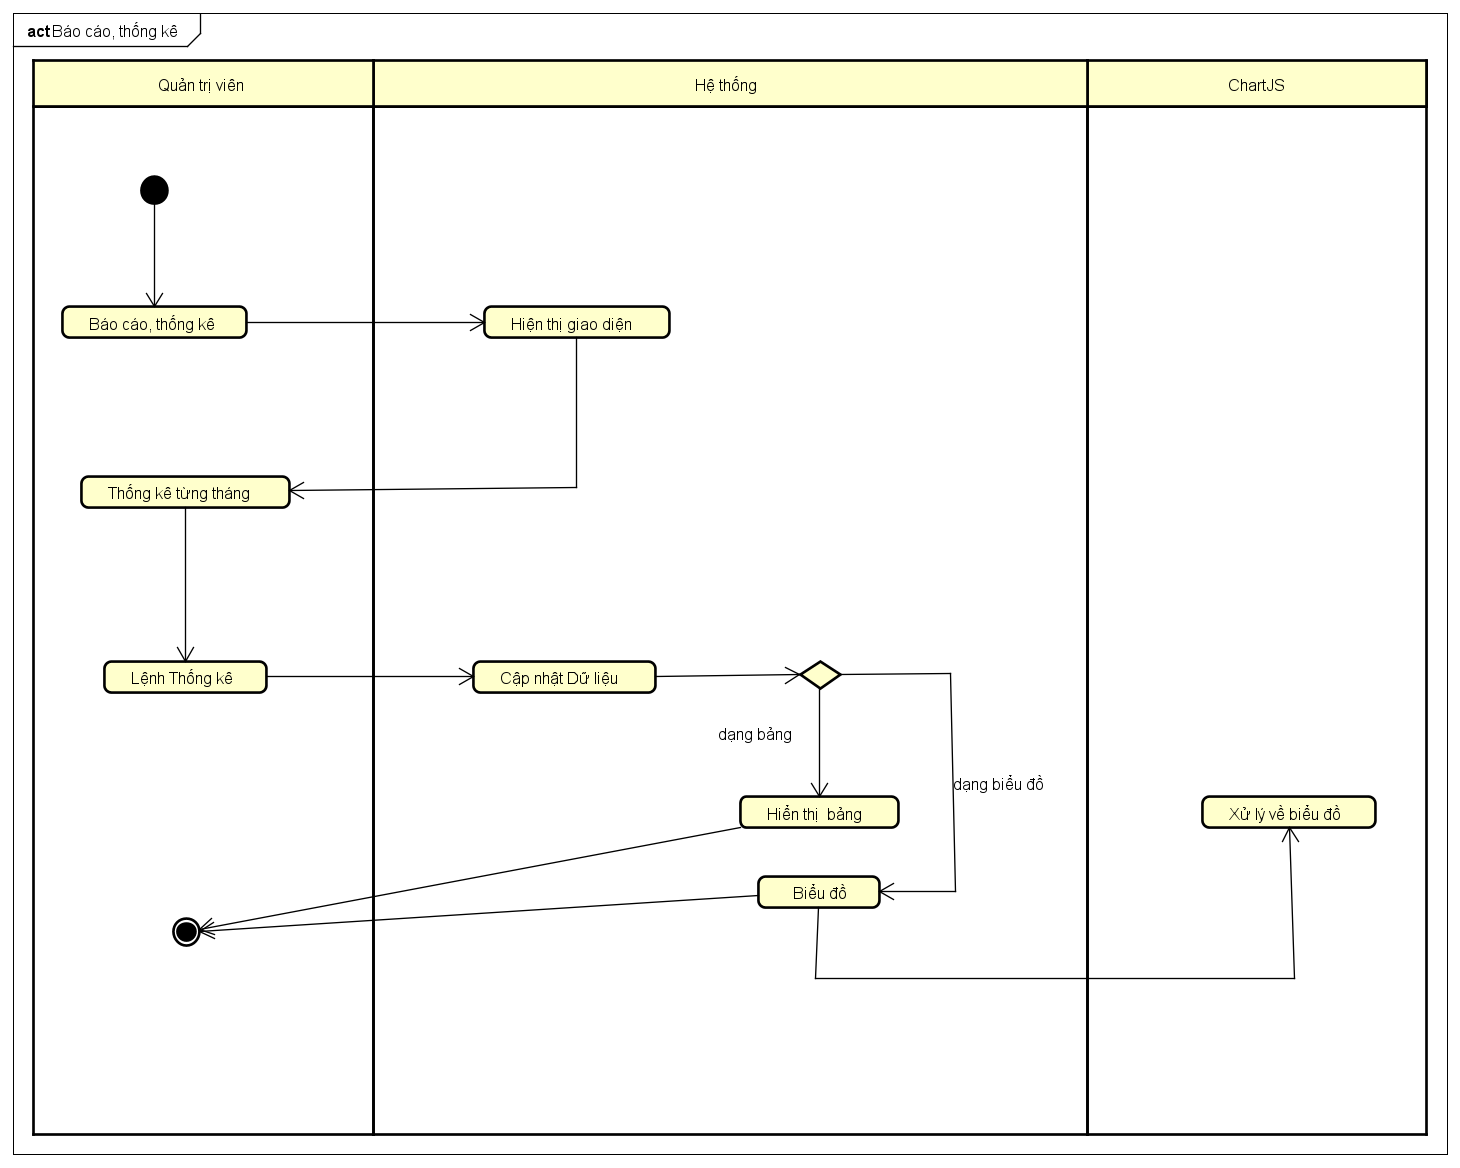 act Báo cáo, thống kê
Quản trị viên
Hệ thống
ChartJS
Báo cáo, thống kê
Hiện thị giao diện
Thống kê từng tháng
Lệnh Thống kê
Cập nhật Dữ liệu
dạng bảng
dạng biểu đồ
Hiển thị  bảng
Xử lý về biểu đồ
Biểu đồ